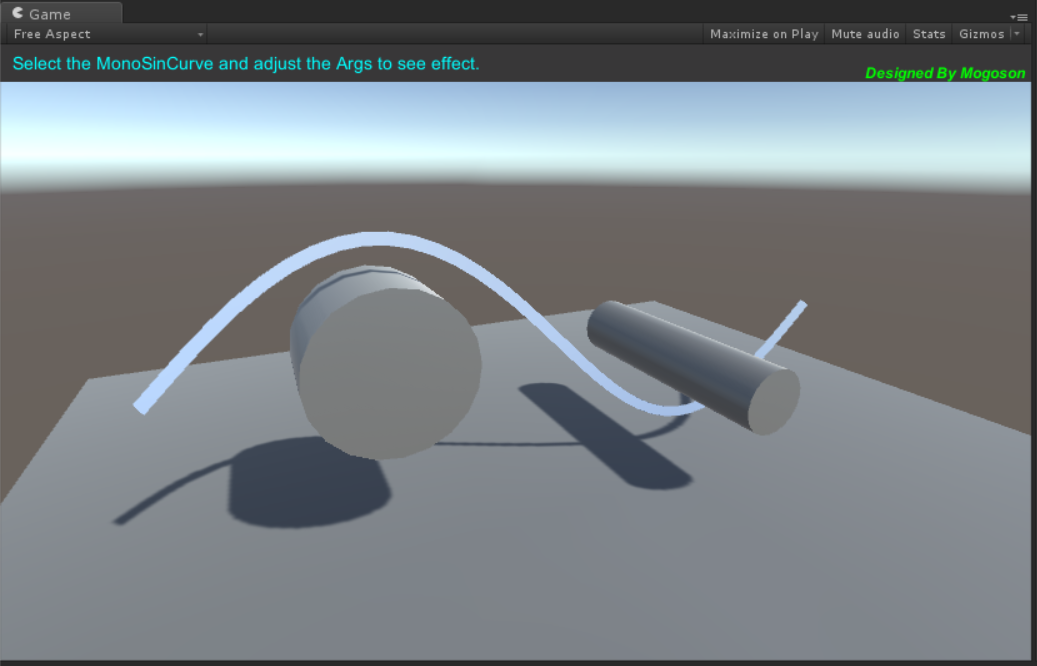 Game
Free Aspect
Maximize on Play
Mute audio
Stats
Gizmos
Select the MonoSinCurve and adjust the Args to see effect.
Designed By Mogoson